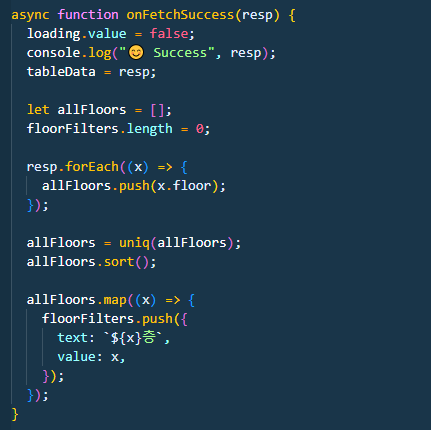 async function onFetchSuccess(resp) {
  loading.value = false;
  console.log("😊 Success", resp);
  tableData = resp;

  let allFloors = [];
  floorFilters.length = 0;

  resp.forEach((x) => {
    allFloors.push(x.floor);
  });

  allFloors = uniq(allFloors);
  allFloors.sort();

  allFloors.map((x) => {
    floorFilters.push({
      text: `${x}층`,
      value: x,
    });
  });
}